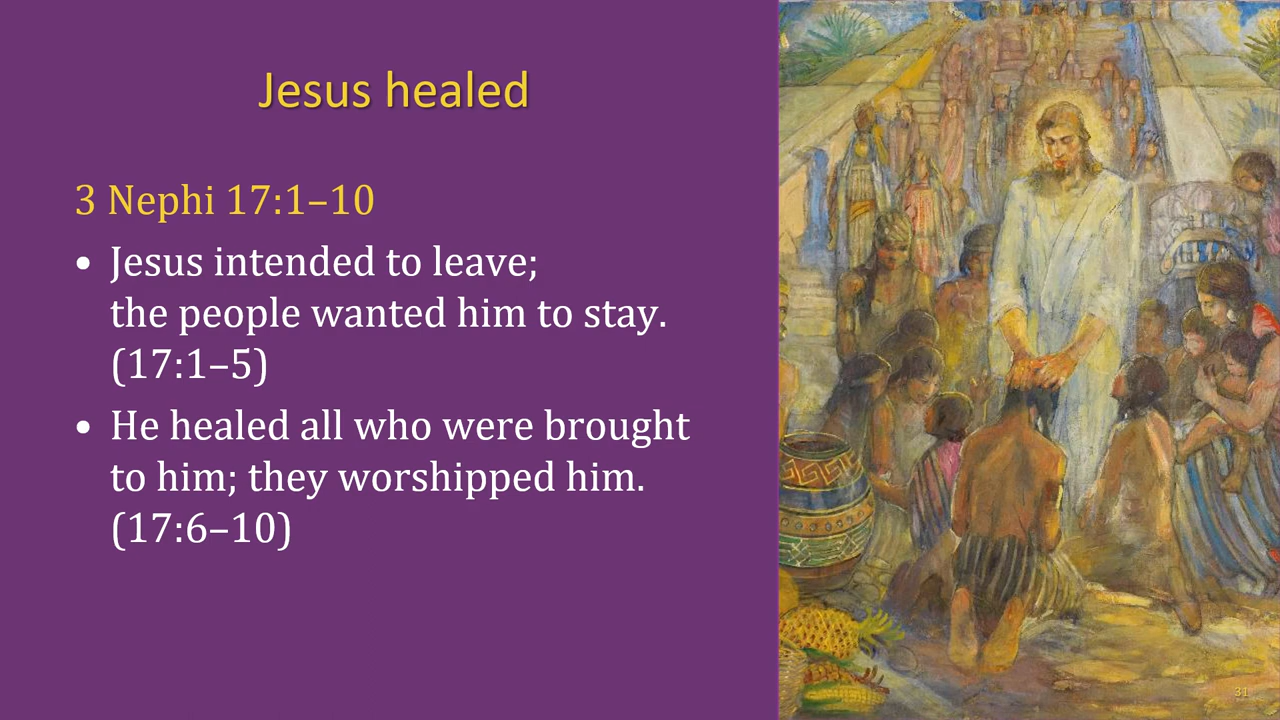 Jesus healed
3 Nephi 17:1–10
• Jesus intended to leave;
the people wanted him to stay.
(17:1–5)
• He healed all who were brought
to him; they worshipped him.
(17:6–10)
31